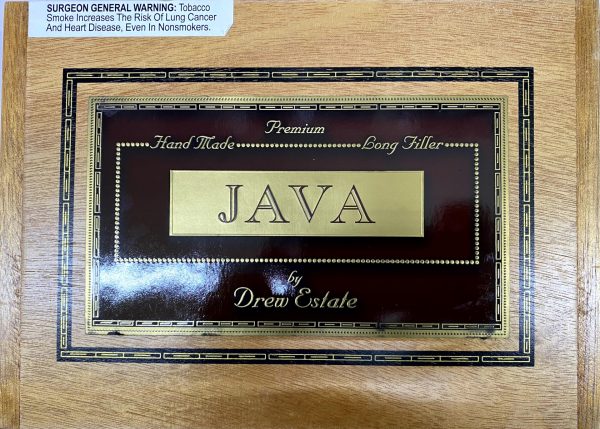 SURGEON GENERAL WARNING: Tobacco
Smoke Increases The Risk Of Lung Cancer
And Heart Disease, Even In Nonsmokers.
Premium
Hand Made Long Filler
JAVA
by
Drew Estate